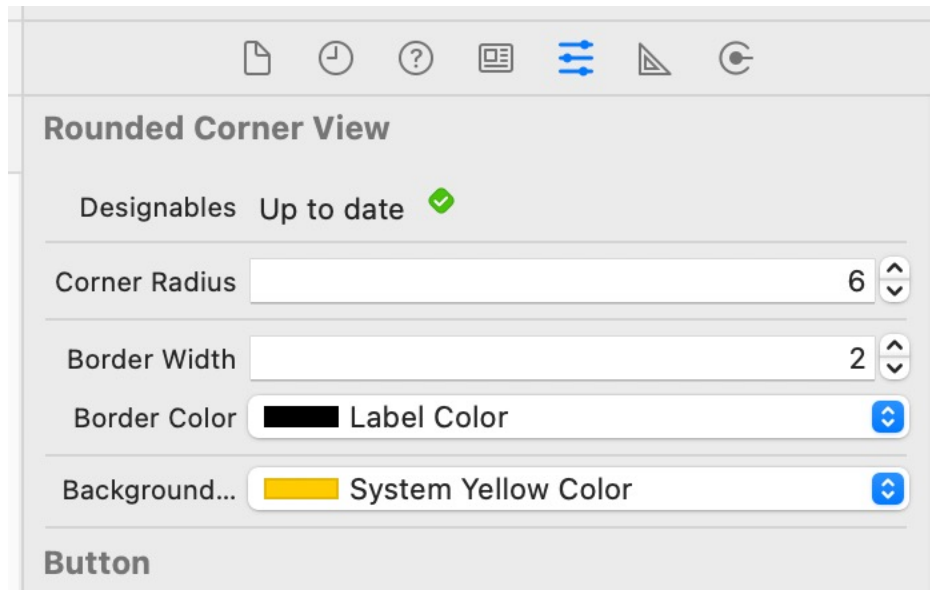 Rounded Corner View
Designables Up to date
Corner Radius 6
Border Width 2
Border Color Label Color
Background... System Yellow Color
Button